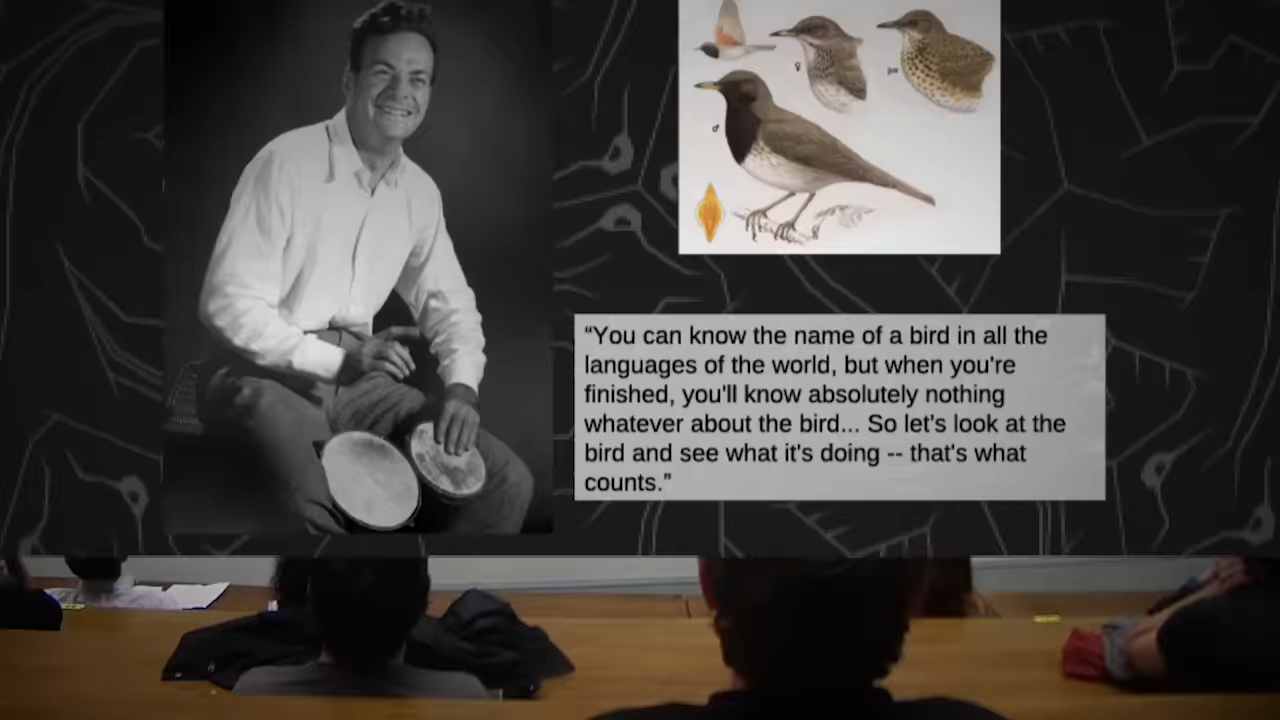 “You can know the name of a bird in all the
languages of the world, but when you're
finished, you'll know absolutely nothing
whatever about the bird... So let's look at the
bird and see what it's doing -- that's what
counts.”